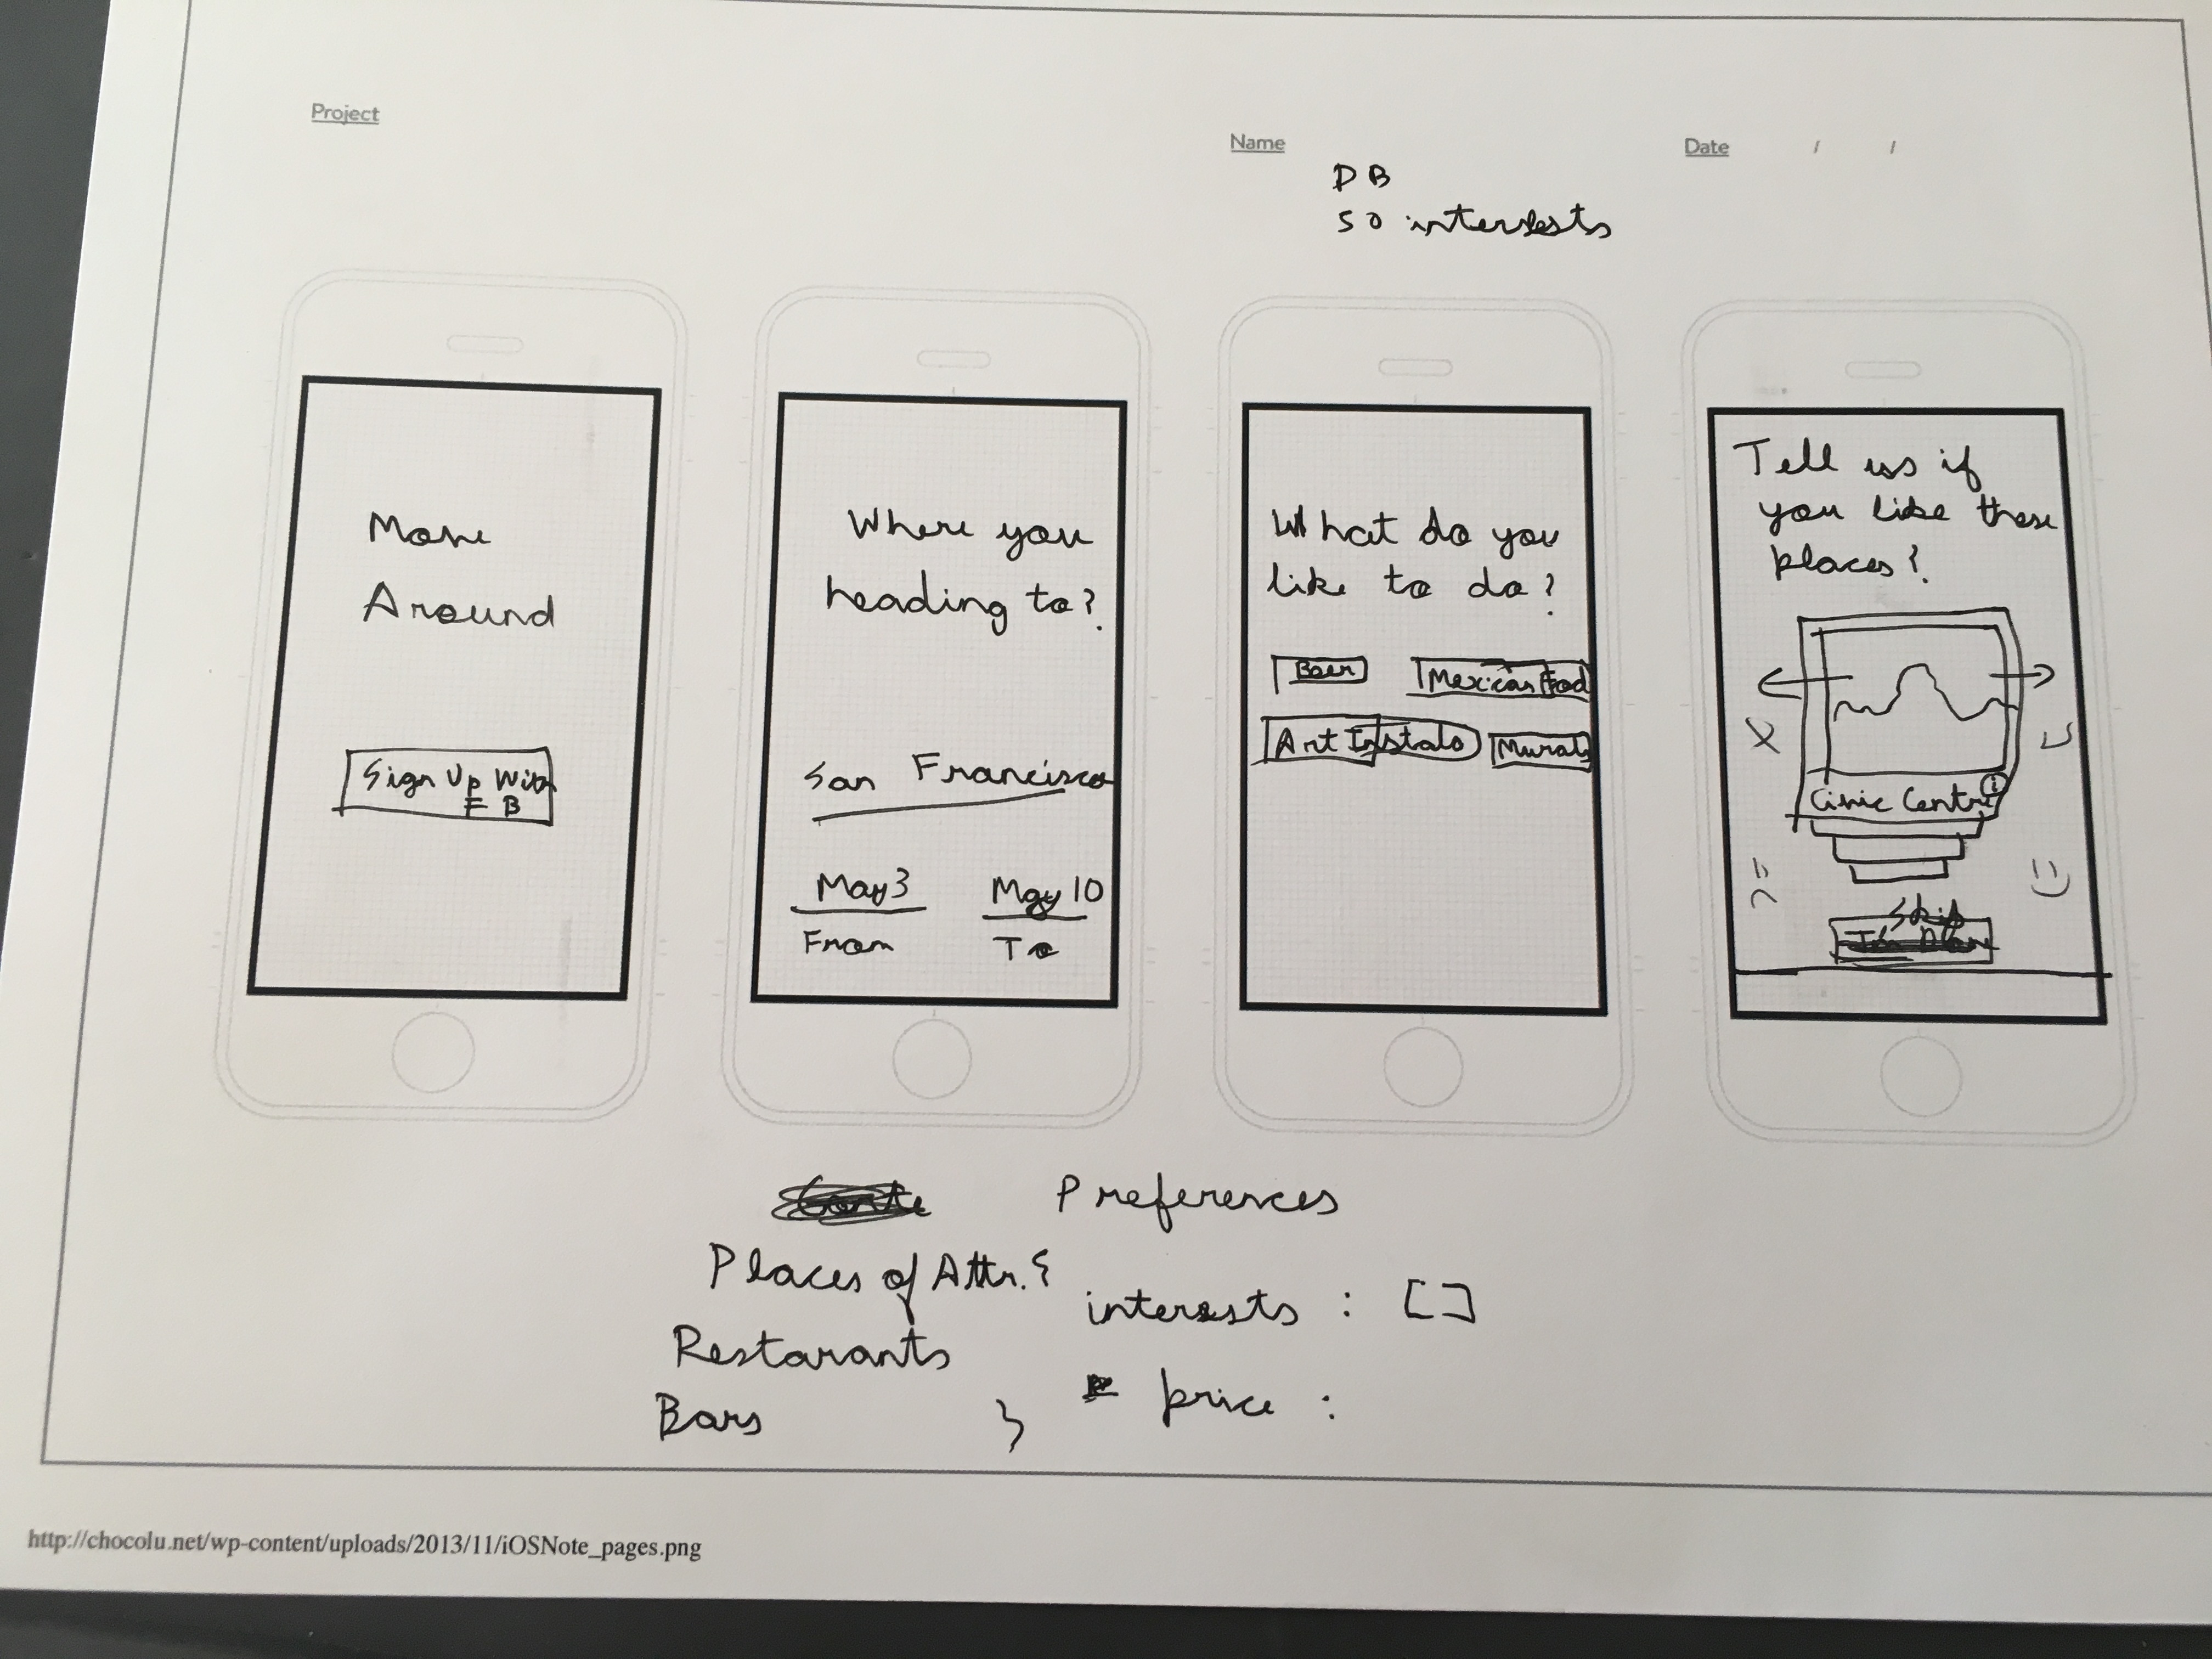 Project
Name
Date / /
DB
50 interests
Move
Around
Sign Up With
FB
Where you
heading to?
San Francisco
May 3
From
May 10
To
What do you
like to do?
Beer
Mexican Food
Art Instals
Murals
Tell us if
you like these
places?
Civic Centre
i
Skip
Preferences
Places of Attr. {
interests : []
Restarants
price :
Bars }
http://chocolu.net/wp-content/uploads/2013/11/iOSNote_pages.png